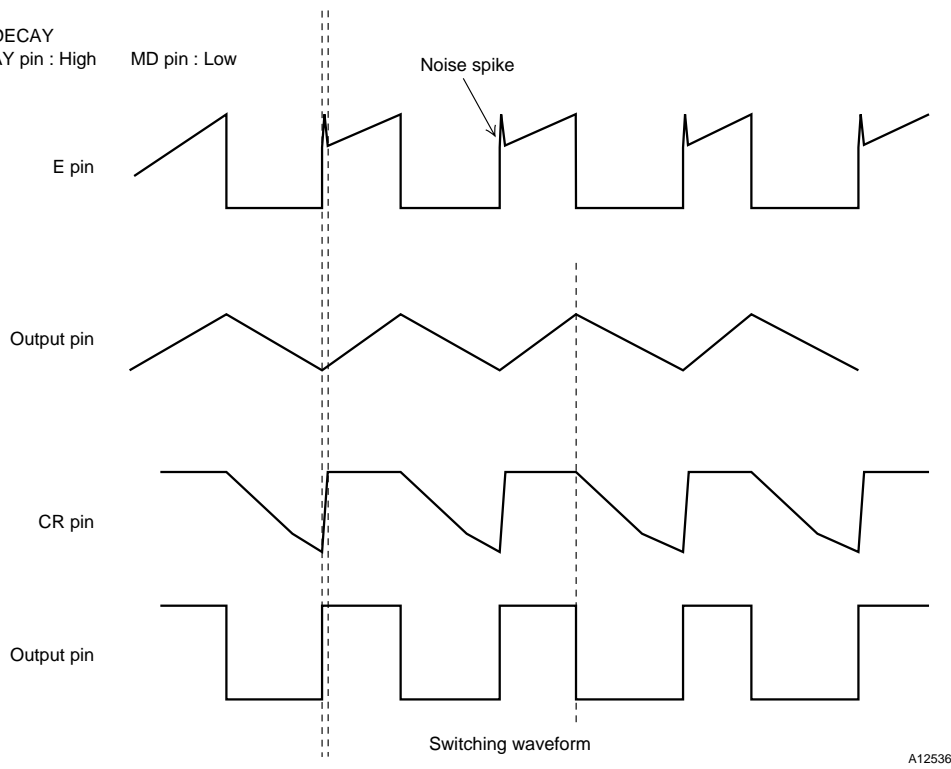 DECAY
AY pin : High MD pin : Low
Noise spike
E pin
Output pin
CR pin
Output pin
Switching waveform
A12536